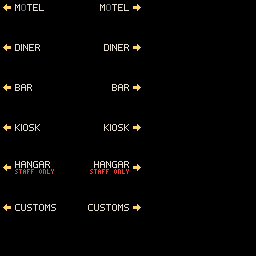 MOTEL MOTEL
DINER DINER
BAR BAR
KIOSK KIOSK
HANGAR HANGAR
STAFF ONLY STAFF ONLY
CUSTOMS CUSTOMS